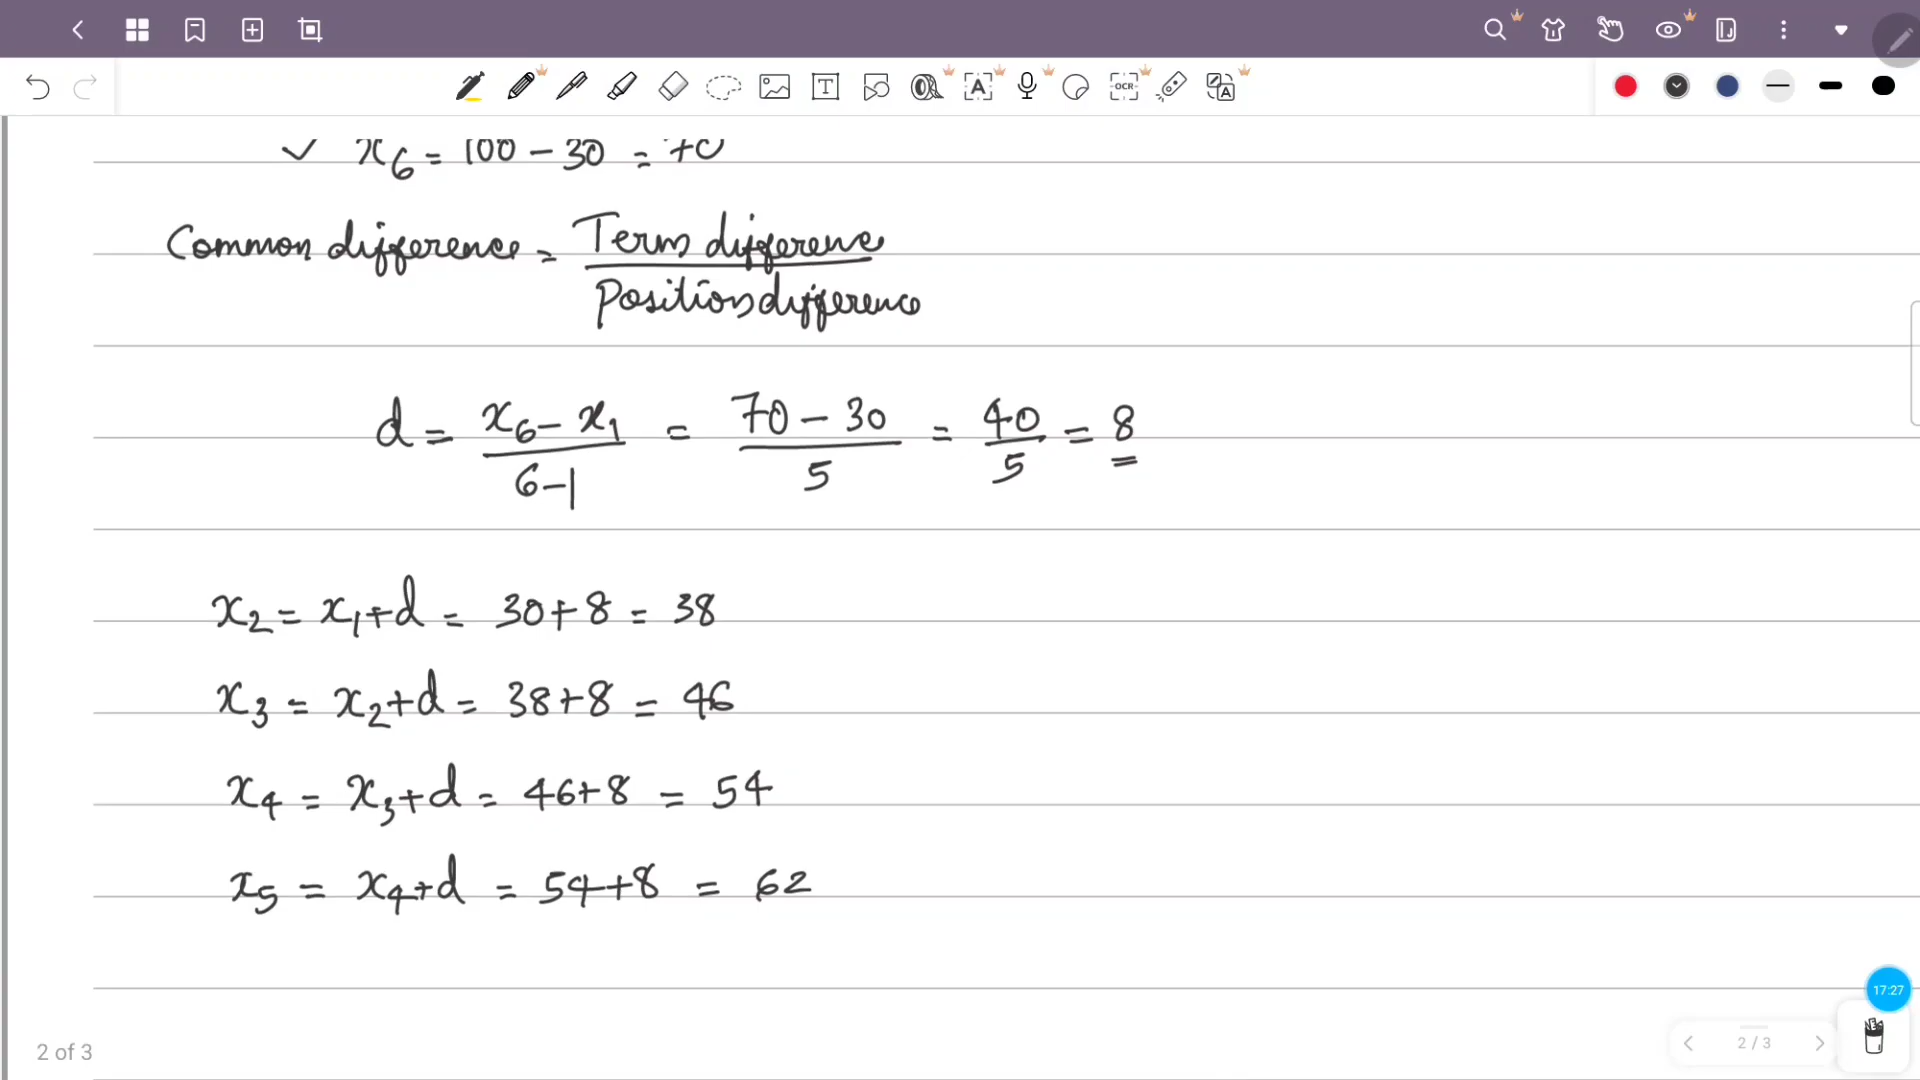 ✓ x₆ = 100 - 30 = 70
Common difference = Term difference / Position difference
d = (x₆ - x₁) / (6-1) = (70 - 30) / 5 = 40/5 = 8
x₂ = x₁+d = 30+8 = 38
x₃ = x₂+d = 38+8 = 46
x₄ = x₃+d = 46+8 = 54
x₅ = x₄+d = 54+8 = 62
17:27
2 of 3
2 / 3